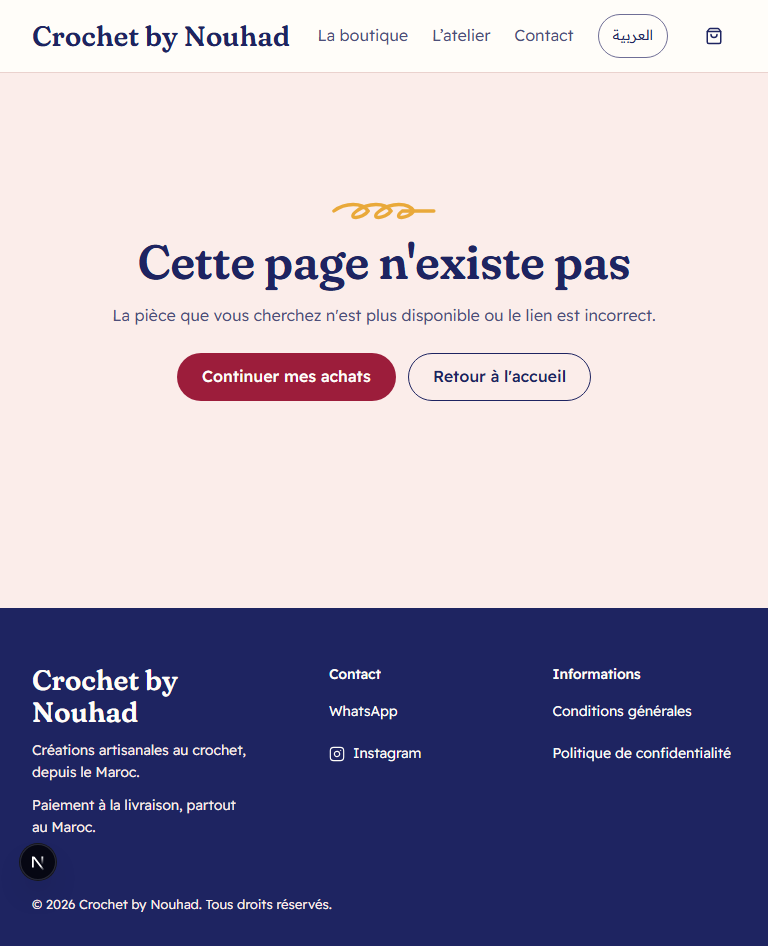 Crochet by Nouhad
La boutique
L’atelier
Contact
العربية
Cette page n'existe pas
La pièce que vous cherchez n'est plus disponible ou le lien est incorrect.
Continuer mes achats
Retour à l'accueil
Crochet by
Nouhad
Créations artisanales au crochet,
depuis le Maroc.
Paiement à la livraison, partout
au Maroc.
Contact
WhatsApp
Instagram
Informations
Conditions générales
Politique de confidentialité
N
© 2026 Crochet by Nouhad. Tous droits réservés.